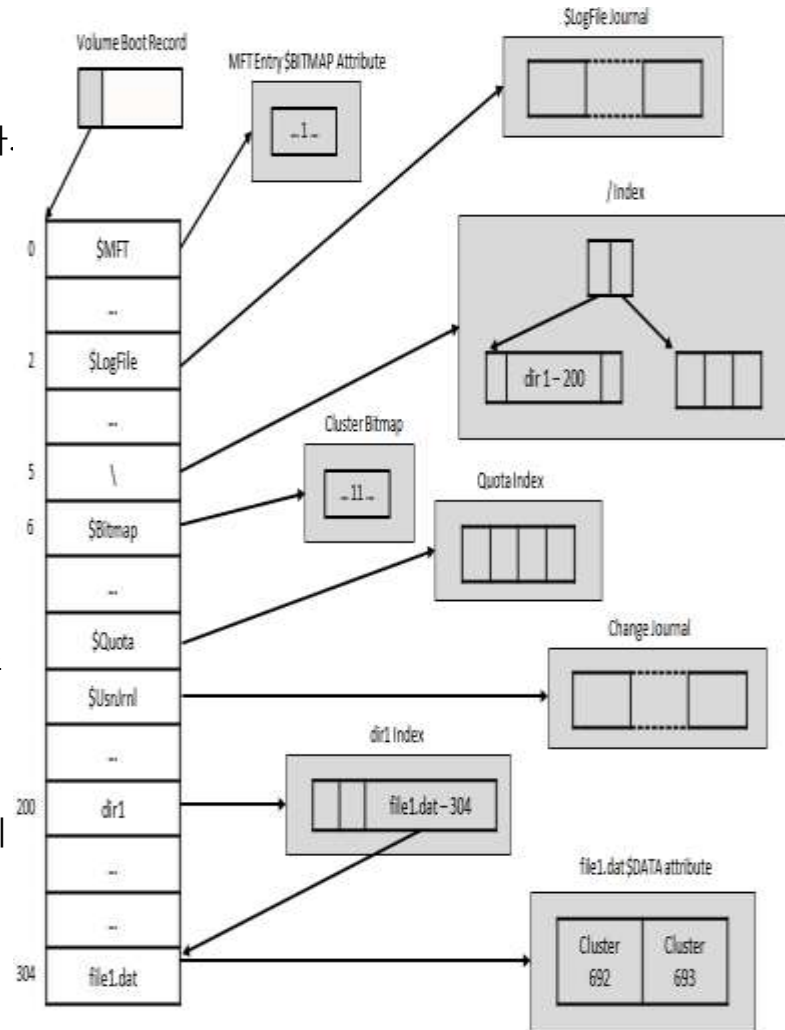 $LogFile Journal
Volume Boot Record
MFT Entry $BITMAP Attribute
... 1 ...
/ Index
0
$MFT
...
2
$LogFile
dir 1 – 200
...
Cluster Bitmap
5
\
... 11 ...
Quota Index
6
$Bitmap
...
$Quota
Change Journal
$UsnJrnl
...
dir1 Index
200
dir1
file1.dat – 304
...
file1.dat $DATA attribute
...
Cluster
692
Cluster
693
304
file1.dat